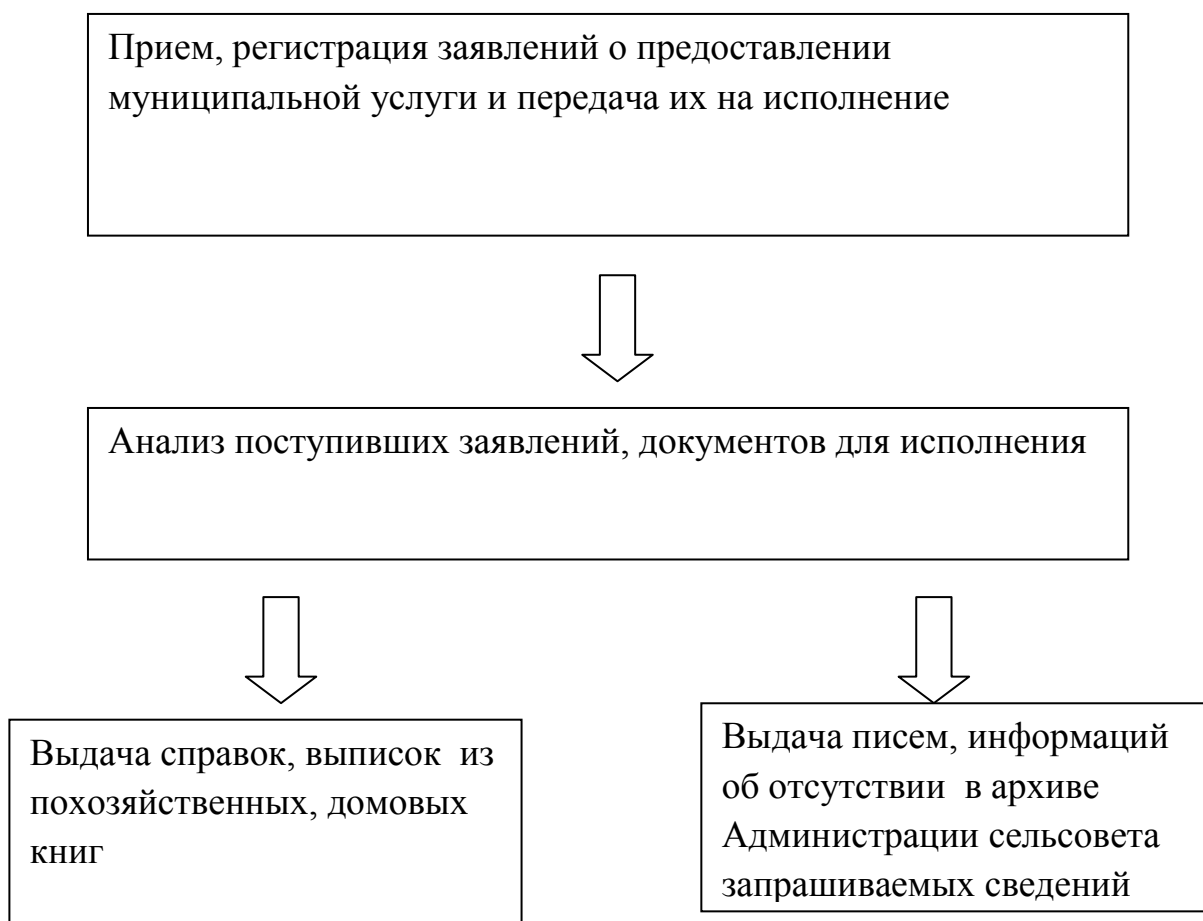 Прием, регистрация заявлений о предоставлении
муниципальной услуги и передача их на исполнение
Анализ поступивших заявлений, документов для исполнения
Выдача справок, выписок  из
похозяйственных, домовых
книг
Выдача писем, информаций
об отсутствии  в архиве
Администрации сельсовета
запрашиваемых сведений